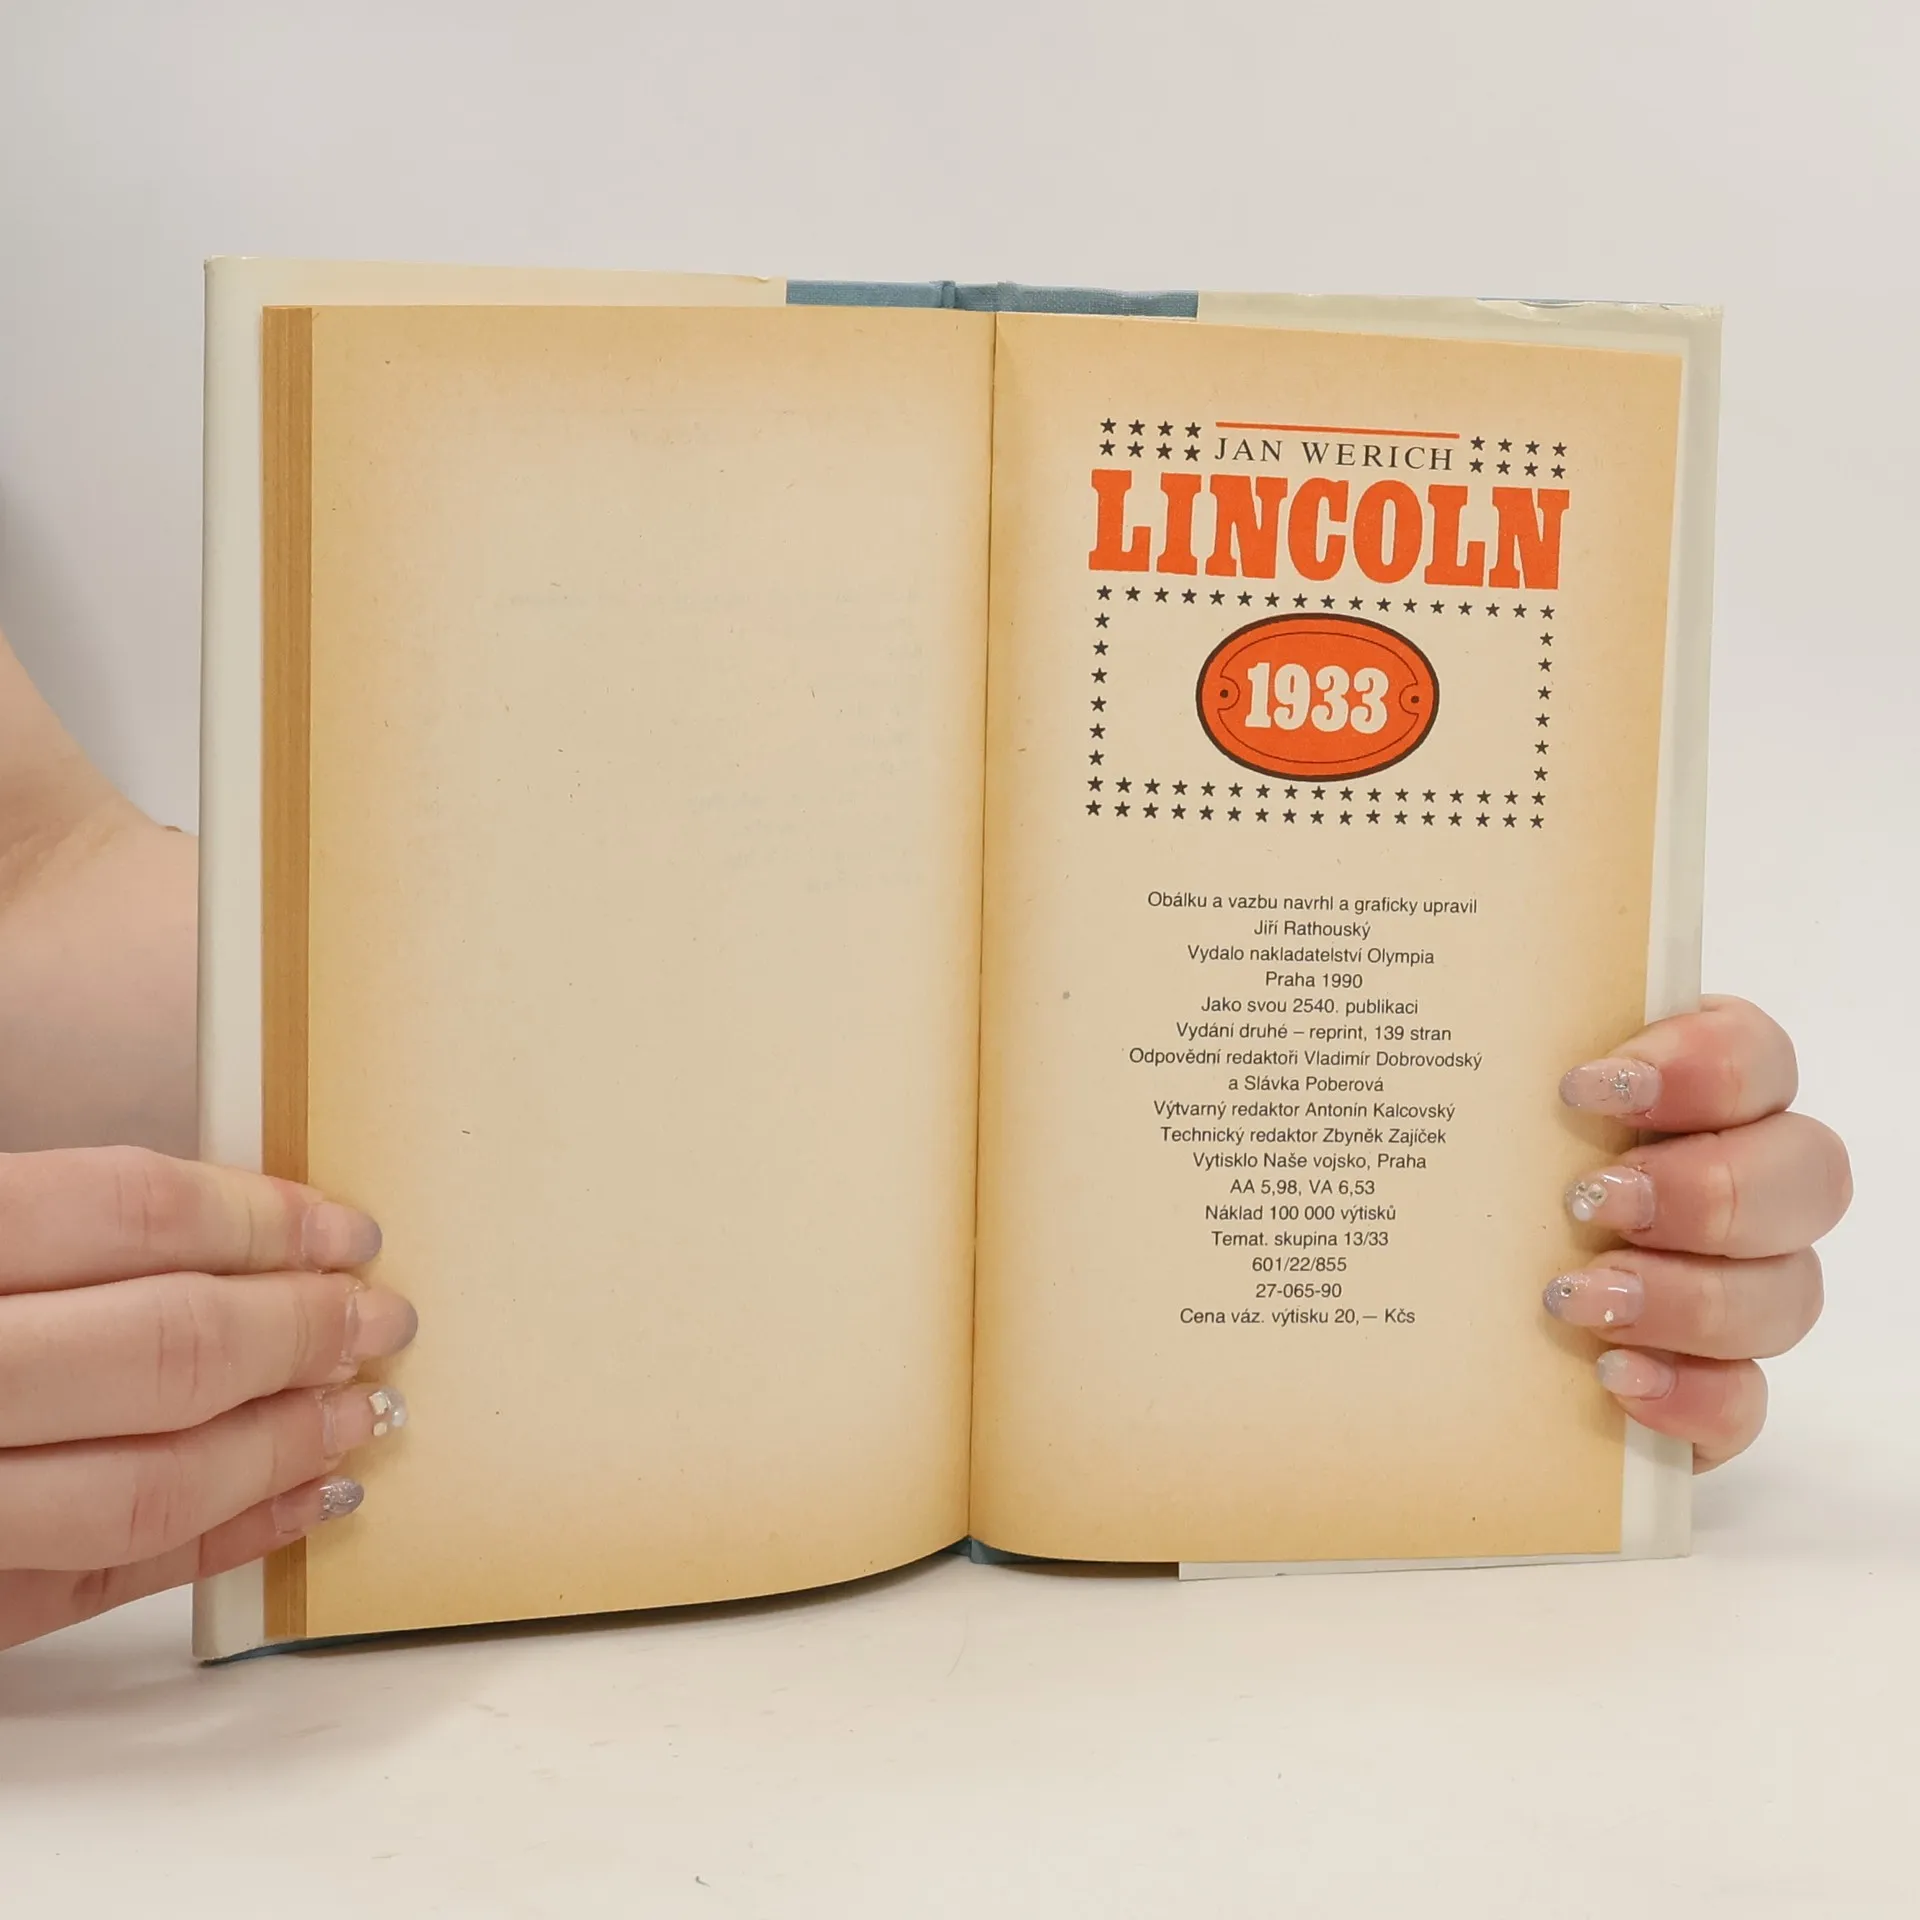 JAN WERICH
LINCOLN
1933
Obálku a vazbu navrhl a graficky upravil
Jiří Rathouský
Vydalo nakladatelství Olympia
Praha 1990
Jako svou 2540. publikaci
Vydání druhé – reprint, 139 stran
Odpovědní redaktoři Vladimír Dobrovodský
a Slávka Poberová
Výtvarný redaktor Antonín Kalcovský
Technický redaktor Zbyněk Zajíček
Vytisklo Naše vojsko, Praha
AA 5,98, VA 6,53
Náklad 100 000 výtisků
Temat. skupina 13/33
601/22/855
27-065-90
Cena váz. výtisku 20,— Kčs